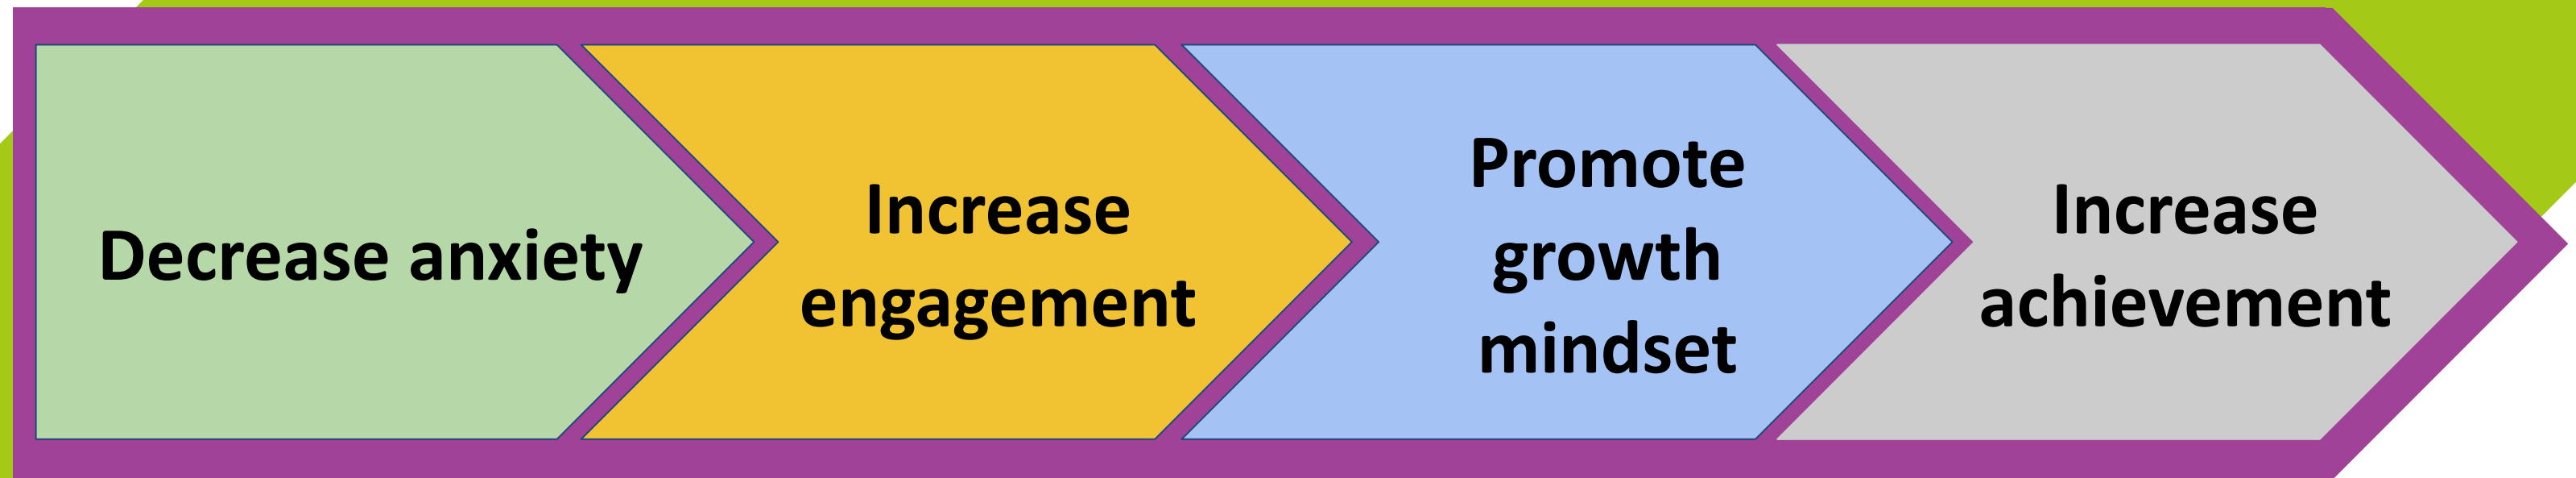 Decrease anxiety
Increase
engagement
Promote
growth
mindset
Increase
achievement